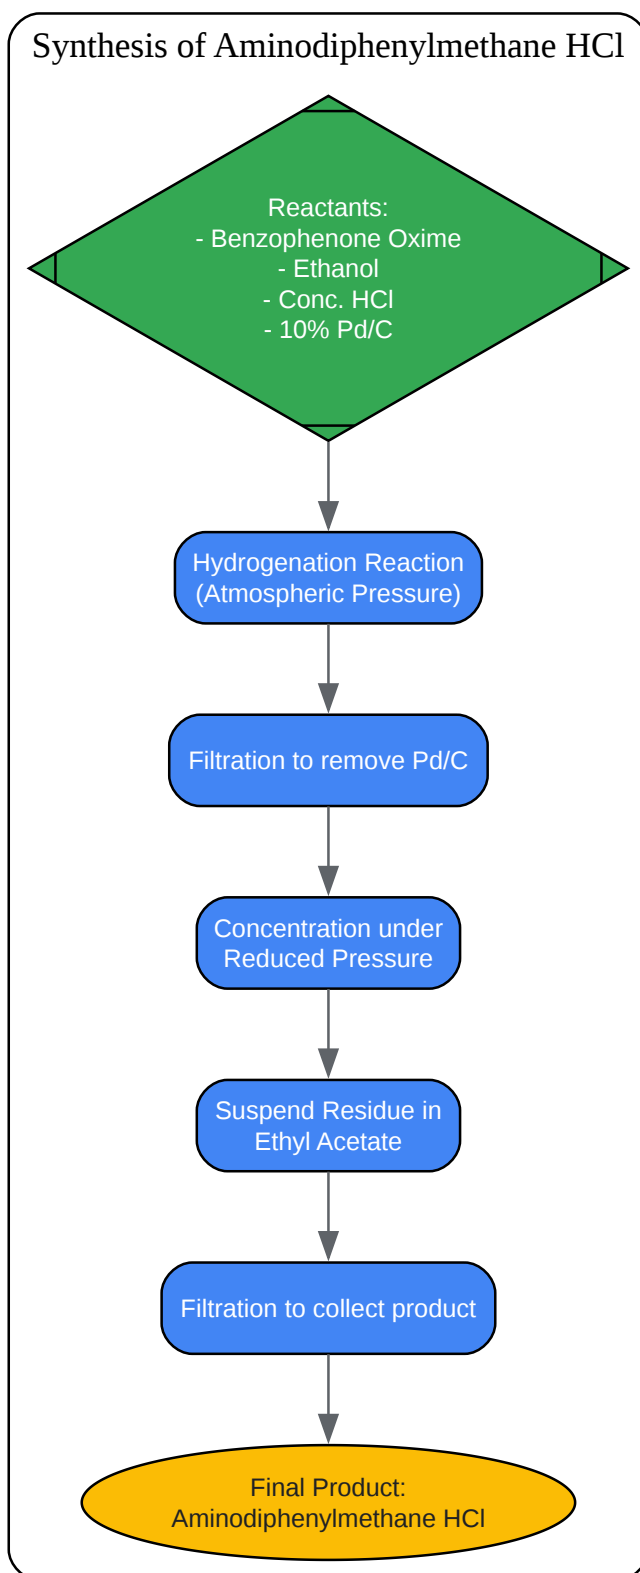 Synthesis of Aminodiphenylmethane HCl
Reactants:
- Benzophenone Oxime
- Ethanol
- Conc. HCl
- 10% Pd/C
Hydrogenation Reaction
(Atmospheric Pressure)
Filtration to remove Pd/C
Concentration under
Reduced Pressure
Suspend Residue in
Ethyl Acetate
Filtration to collect product
Final Product:
Aminodiphenylmethane HCl